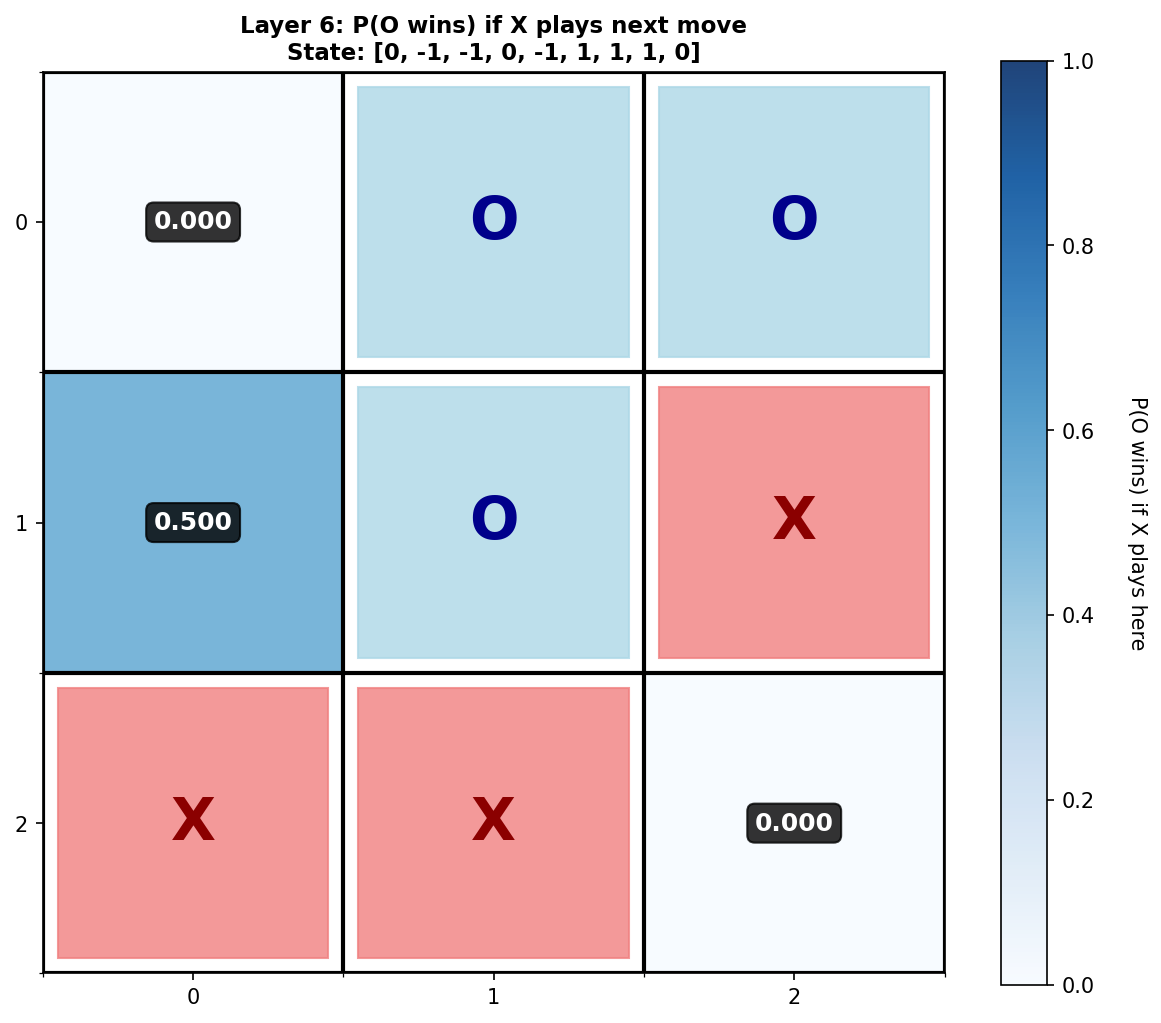 Layer 6: P(O wins) if X plays next move
State: [0, -1, -1, 0, -1, 1, 1, 1, 0]
0
0.000
O
O
1
0.500
O
X
2
X
X
0.000
0
1
2
1.0
0.8
0.6
0.4
0.2
0.0
P(O wins) if X plays here